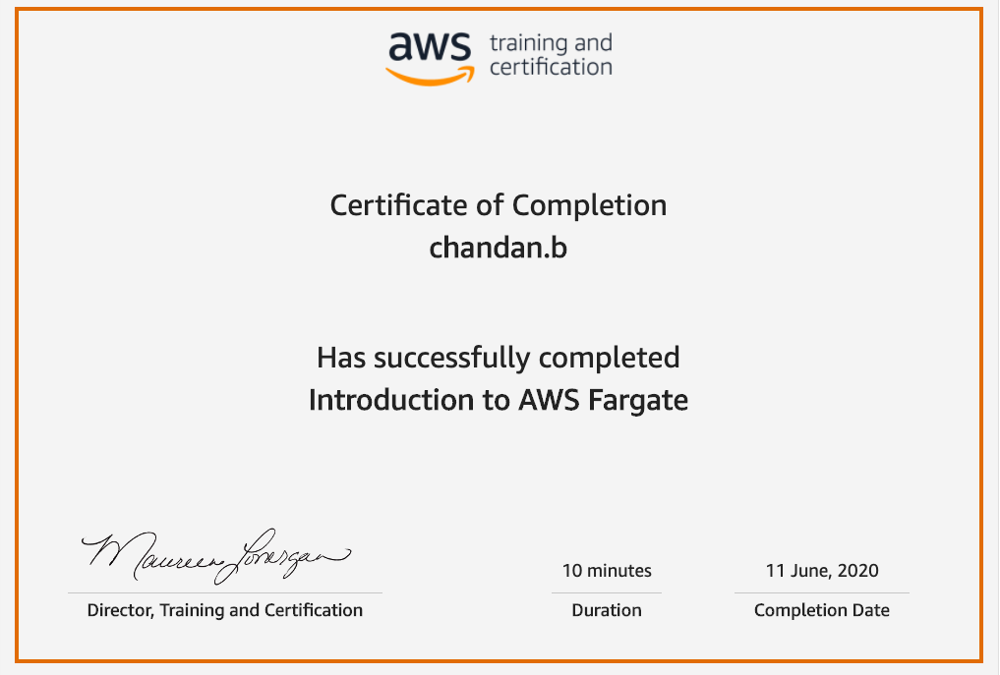 aws training and
certification
Certificate of Completion
chandan.b
Has successfully completed
Introduction to AWS Fargate
Maureen Lonergan
10 minutes
11 June, 2020
Director, Training and Certification
Duration
Completion Date